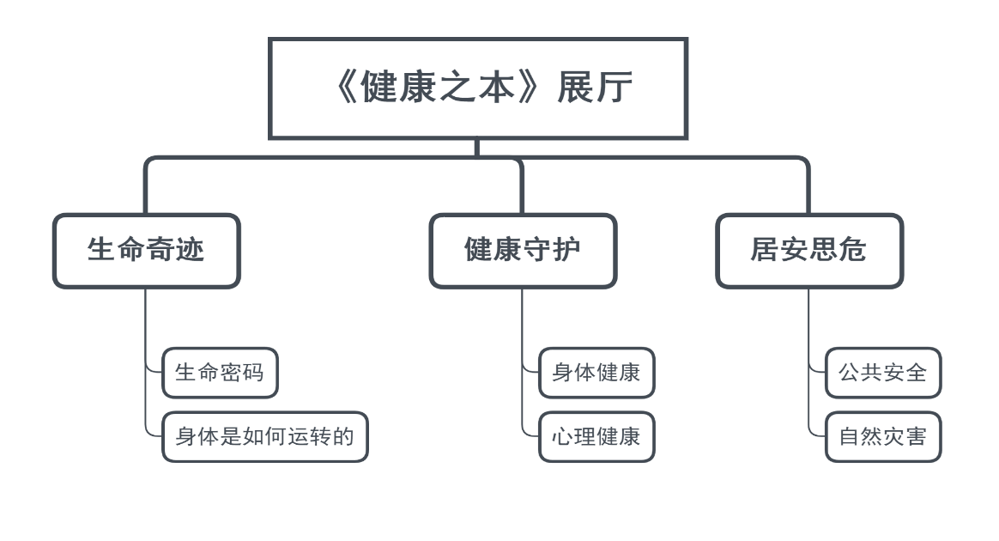 《健康之本》展厅
生命奇迹
健康守护
居安思危
生命密码
身体健康
公共安全
身体是如何运转的
心理健康
自然灾害